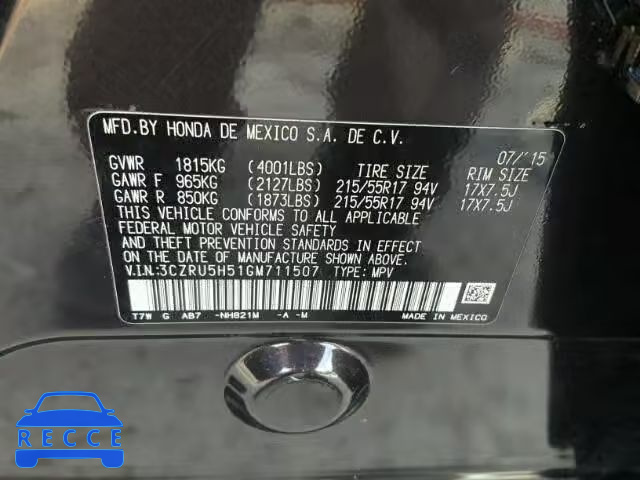 MFD.BY HONDA DE MEXICO S.A. DE C.V.
07/'15
GVWR 1815KG (4001LBS) TIRE SIZE RIM SIZE
GAWR F 965KG (2127LBS) 215/55R17 94V 17X7.5J
GAWR R 850KG (1873LBS) 215/55R17 94V 17X7.5J
THIS VEHICLE CONFORMS TO ALL APPLICABLE
FEDERAL MOTOR VEHICLE SAFETY
AND THEFT PREVENTION STANDARDS IN EFFECT
ON THE DATE OF MANUFACTURE SHOWN ABOVE.
V.I.N.:3CZRU5H51GM711507 TYPE: MPV
T7W G AB7 -NH821M -A -M MADE IN MEXICO
RECCE